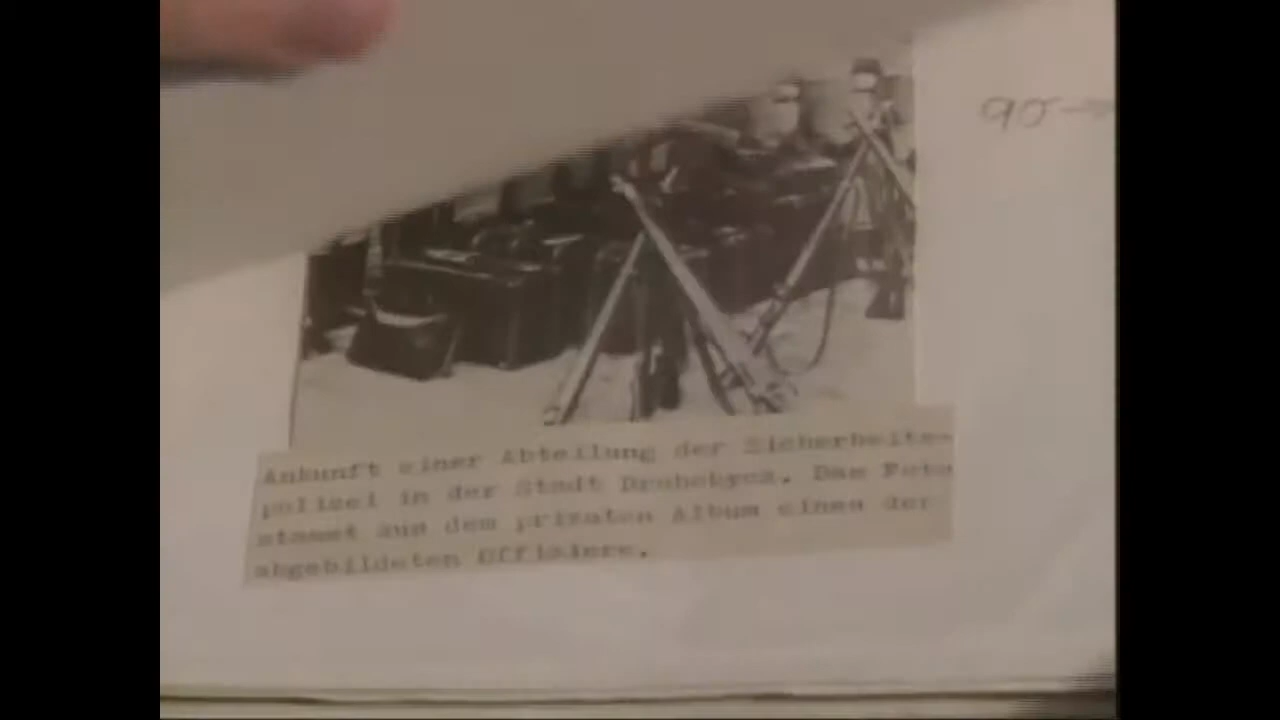 90
Ankunft einer Abteilung der Sicherheits-
polizei in der Stadt Drohobycz. Das Foto
stammt aus dem privaten Album eines der
abgebildeten Offiziere.